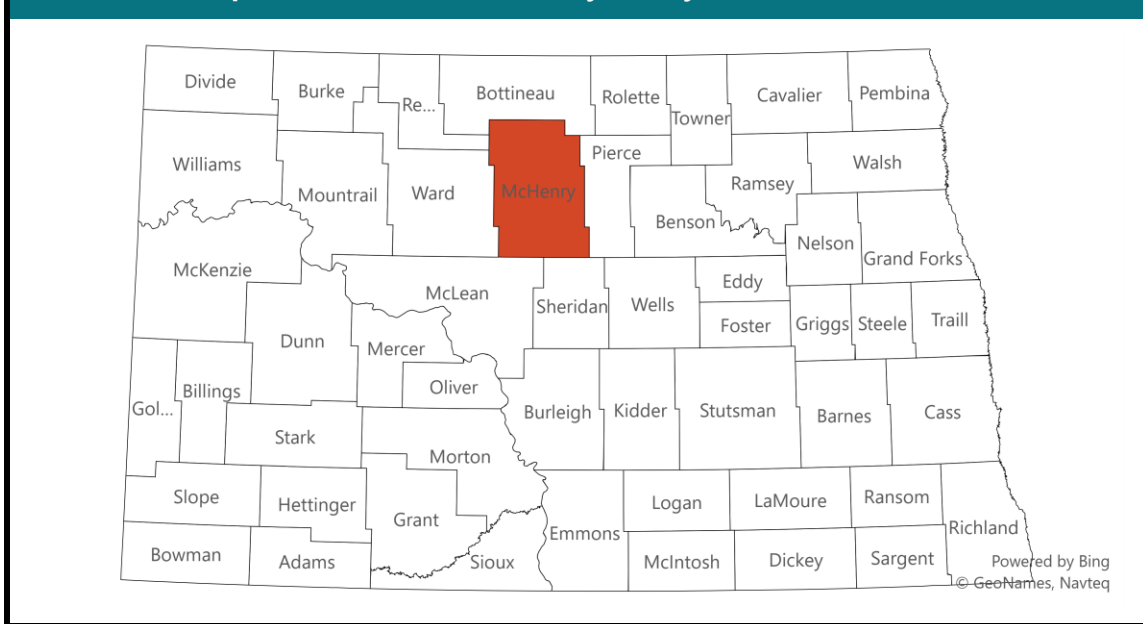 Divide
Burke
Re...
Bottineau
Rolette
Towner
Cavalier
Pembina
Williams
Mountrail
Ward
McHenry
Pierce
Benson
Ramsey
Walsh
Nelson
Grand Forks
McKenzie
McLean
Sheridan
Wells
Eddy
Foster
Griggs
Steele
Traill
Dunn
Mercer
Oliver
Billings
Gol...
Stark
Morton
Burleigh
Kidder
Stutsman
Barnes
Cass
Slope
Hettinger
Grant
Emmons
Logan
LaMoure
Ransom
Richland
Bowman
Adams
Sioux
McIntosh
Dickey
Sargent
Powered by Bing
© GeoNames, Navteq